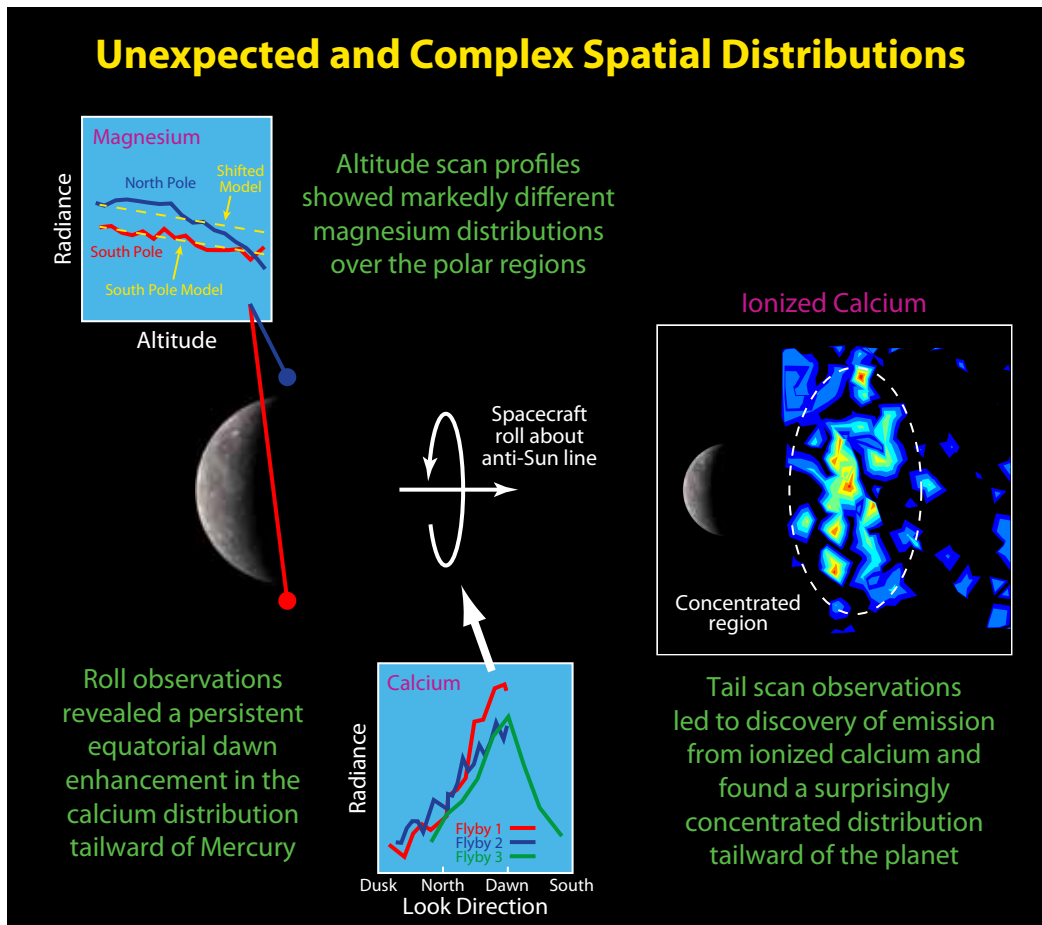 Unexpected and Complex Spatial Distributions
Magnesium
Shifted
Model
North Pole
South Pole
South Pole Model
Radiance
Altitude
Altitude scan profiles
showed markedly different
magnesium distributions
over the polar regions
Spacecraft
roll about
anti-Sun line
Ionized Calcium
Concentrated
region
Roll observations
revealed a persistent
equatorial dawn
enhancement in the
calcium distribution
tailward of Mercury
Calcium
Radiance
Flyby 1
Flyby 2
Flyby 3
Dusk North Dawn South
Look Direction
Tail scan observations
led to discovery of emission
from ionized calcium and
found a surprisingly
concentrated distribution
tailward of the planet